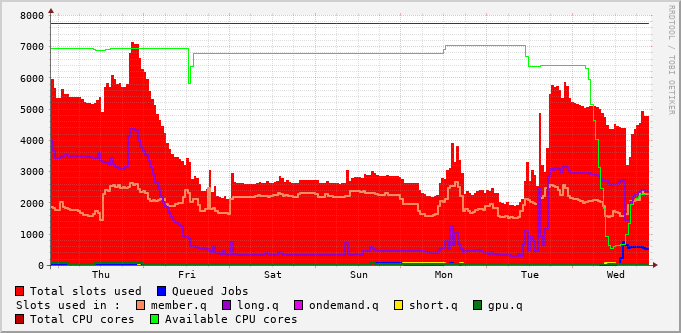 8000
7000
6000
5000
4000
3000
2000
1000
0
Thu Fri Sat Sun Mon Tue Wed
RRDTOOL / TOBI OETIKER
Total slots used Queued Jobs
Slots used in : member.q long.q ondemand.q short.q gpu.q
Total CPU cores Available CPU cores